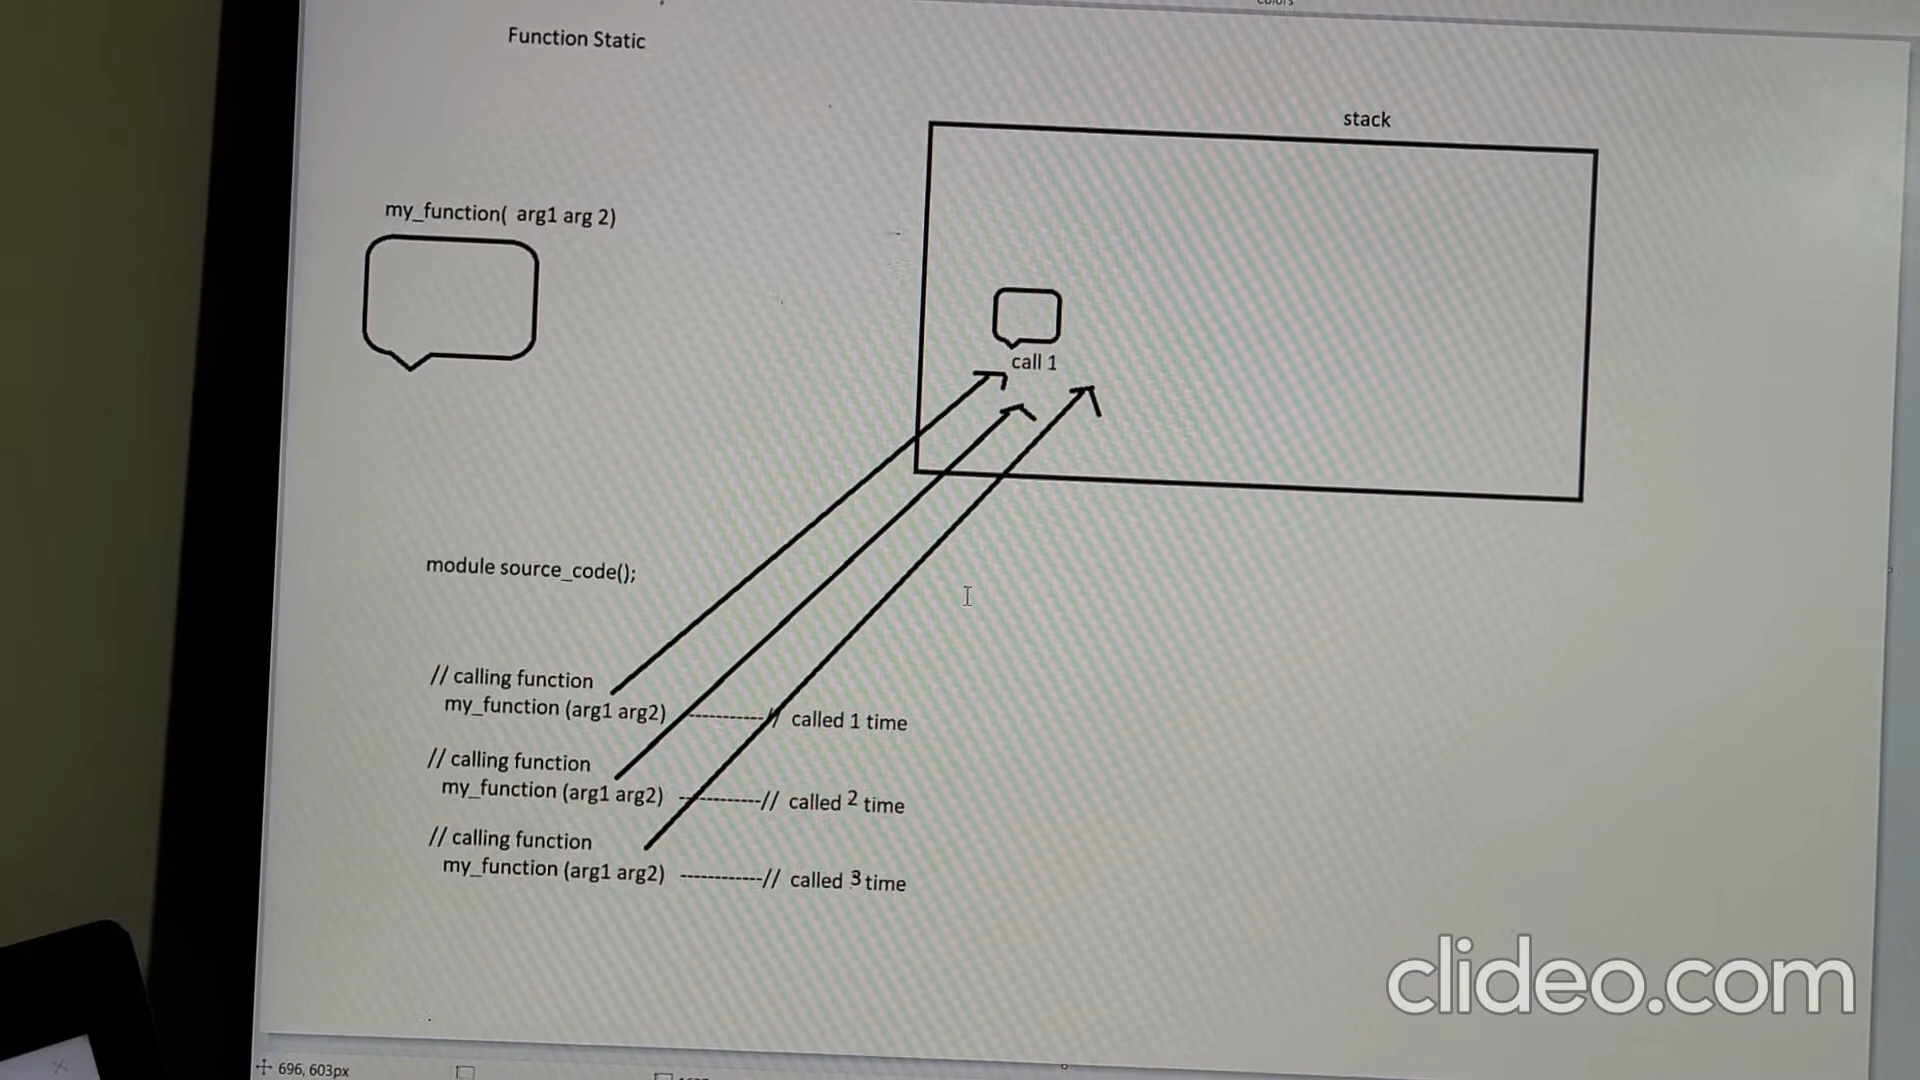 Colors
Function Static
stack
my_function( arg1 arg 2)
call 1
module source_code();
// calling function
my_function (arg1 arg2) ------------// called 1 time
// calling function
my_function (arg1 arg2) ------------// called 2 time
// calling function
my_function (arg1 arg2) ------------// called 3 time
clideo.com
696, 603px